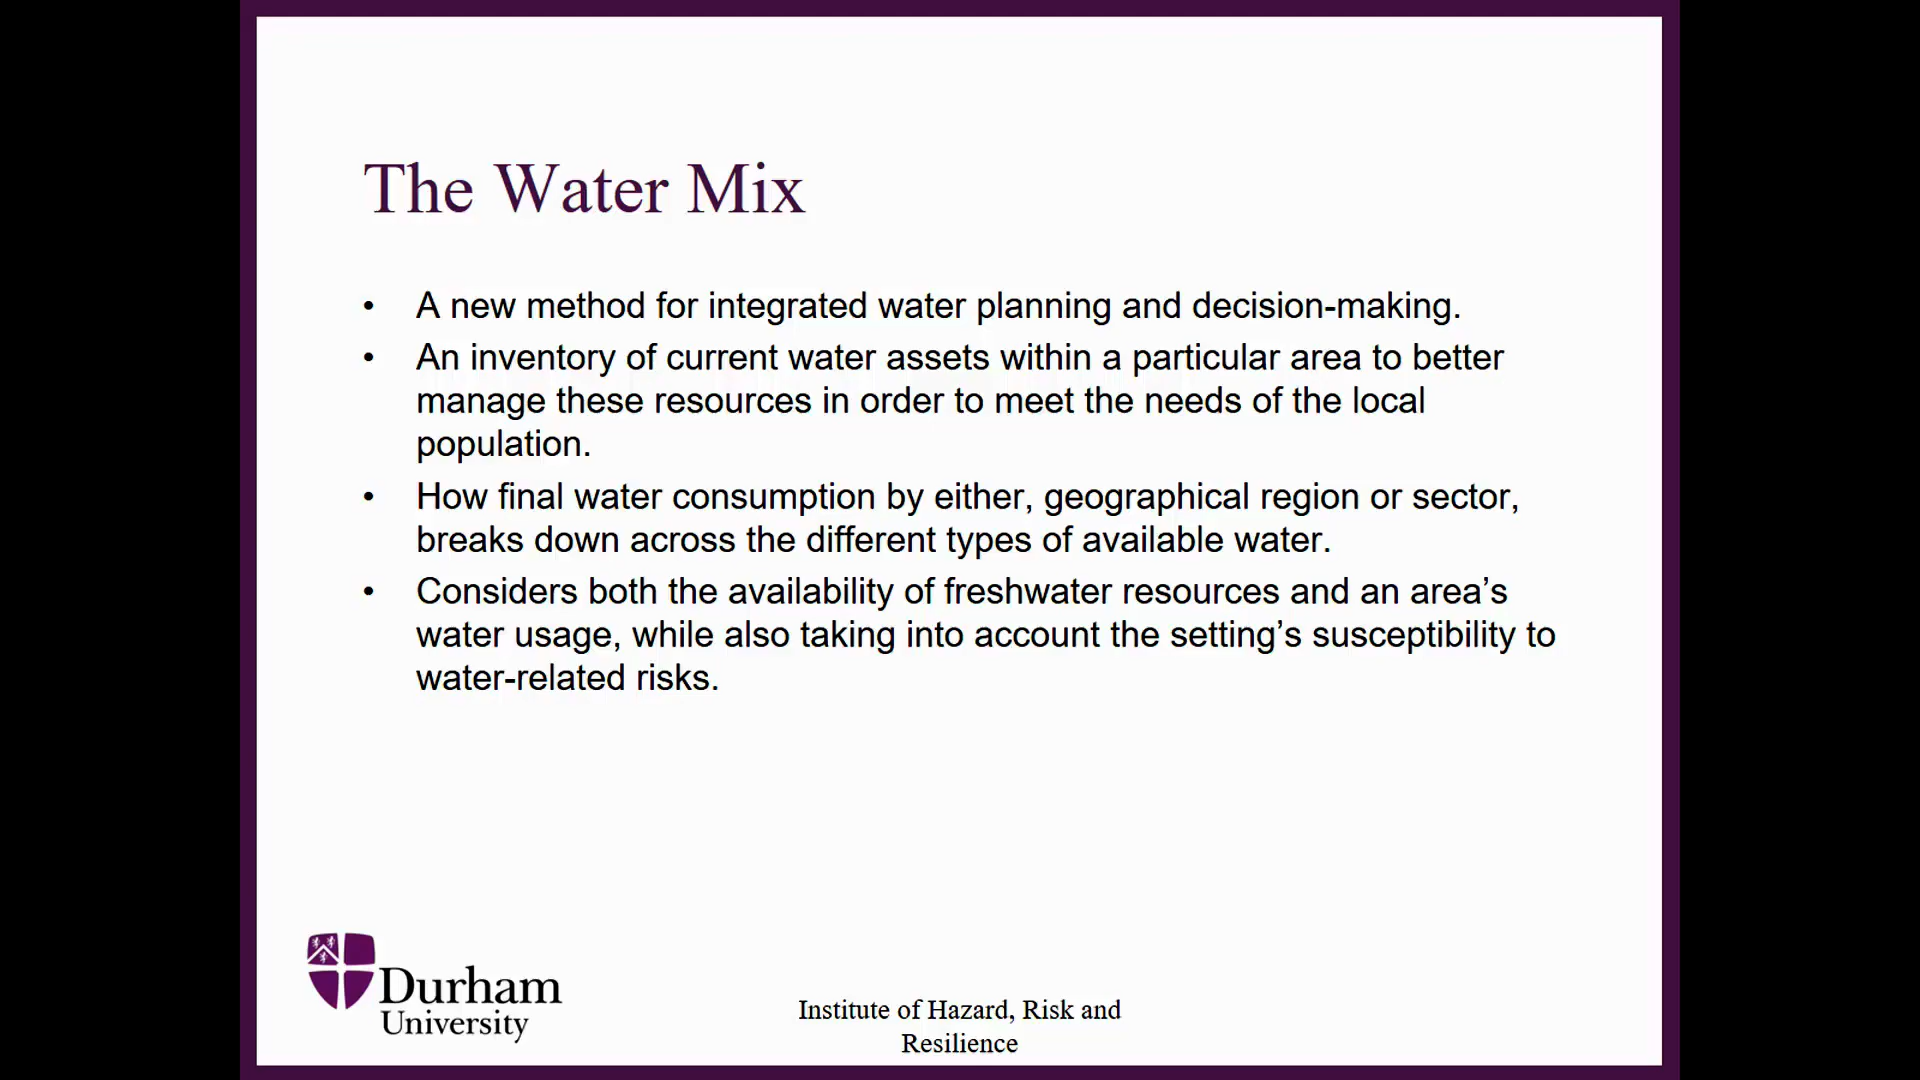 The Water Mix
• A new method for integrated water planning and decision-making.
• An inventory of current water assets within a particular area to better
manage these resources in order to meet the needs of the local
population.
• How final water consumption by either, geographical region or sector,
breaks down across the different types of available water.
• Considers both the availability of freshwater resources and an area’s
water usage, while also taking into account the setting’s susceptibility to
water-related risks.
Durham
University
Institute of Hazard, Risk and
Resilience